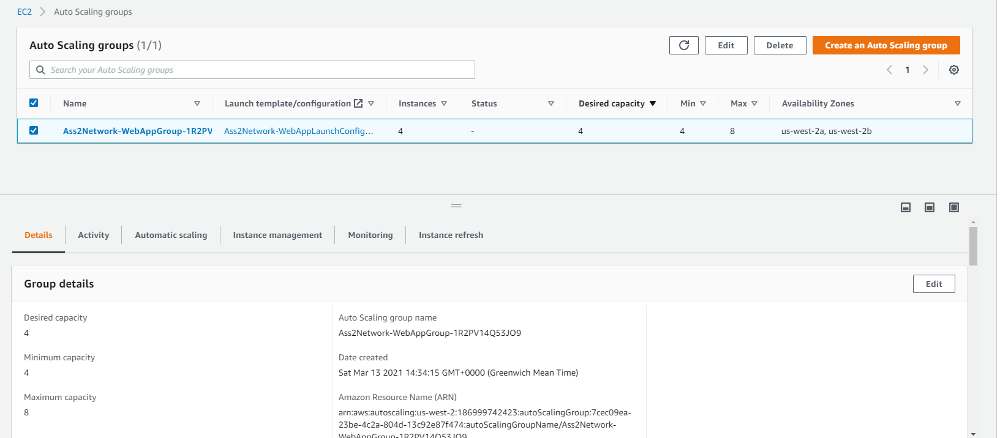 EC2 Auto Scaling groups
Auto Scaling groups (1/1) Edit Delete Create an Auto Scaling group
Search your Auto Scaling groups 1
Name Launch template/configuration Instances Status Desired capacity Min Max Availability Zones
Ass2Network-WebAppGroup-1R2PV Ass2Network-WebAppLaunchConfig... 4 - 4 4 8 us-west-2a, us-west-2b
Details Activity Automatic scaling Instance management Monitoring Instance refresh
Group details Edit
Desired capacity
4
Minimum capacity
4
Maximum capacity
8
Auto Scaling group name
Ass2Network-WebAppGroup-1R2PV14Q53JO9
Date created
Sat Mar 13 2021 14:34:15 GMT+0000 (Greenwich Mean Time)
Amazon Resource Name (ARN)
arn:aws:autoscaling:us-west-2:186999742423:autoScalingGroup:7cec09ea-
23be-4c2a-804d-13c92e87f474:autoScalingGroupName/Ass2Network-
WebAppGroup-1R2PV14Q53JO9